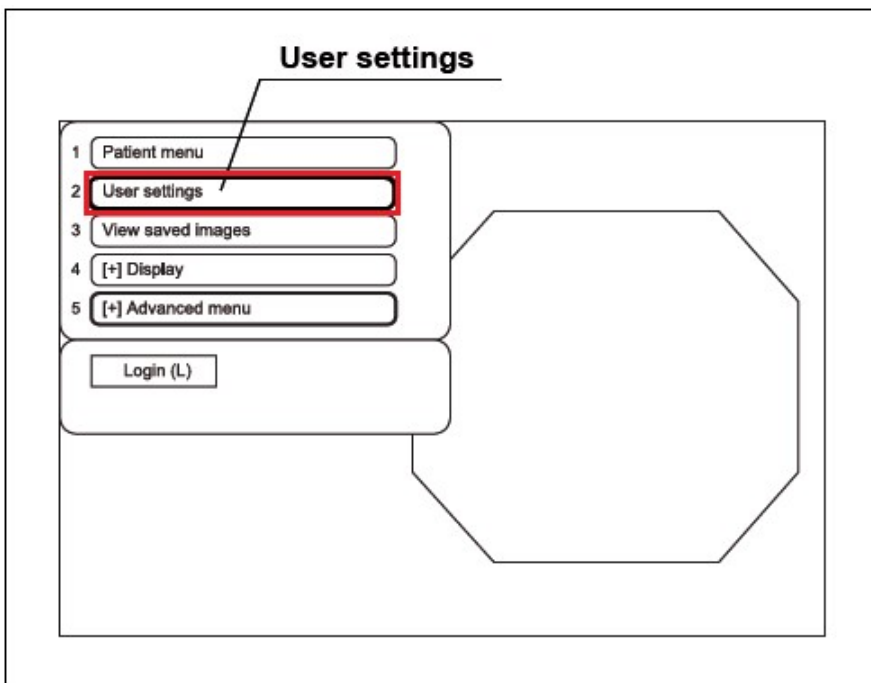 User settings
1 Patient menu
2 User settings
3 View saved images
4 [+] Display
5 [+] Advanced menu
Login (L)